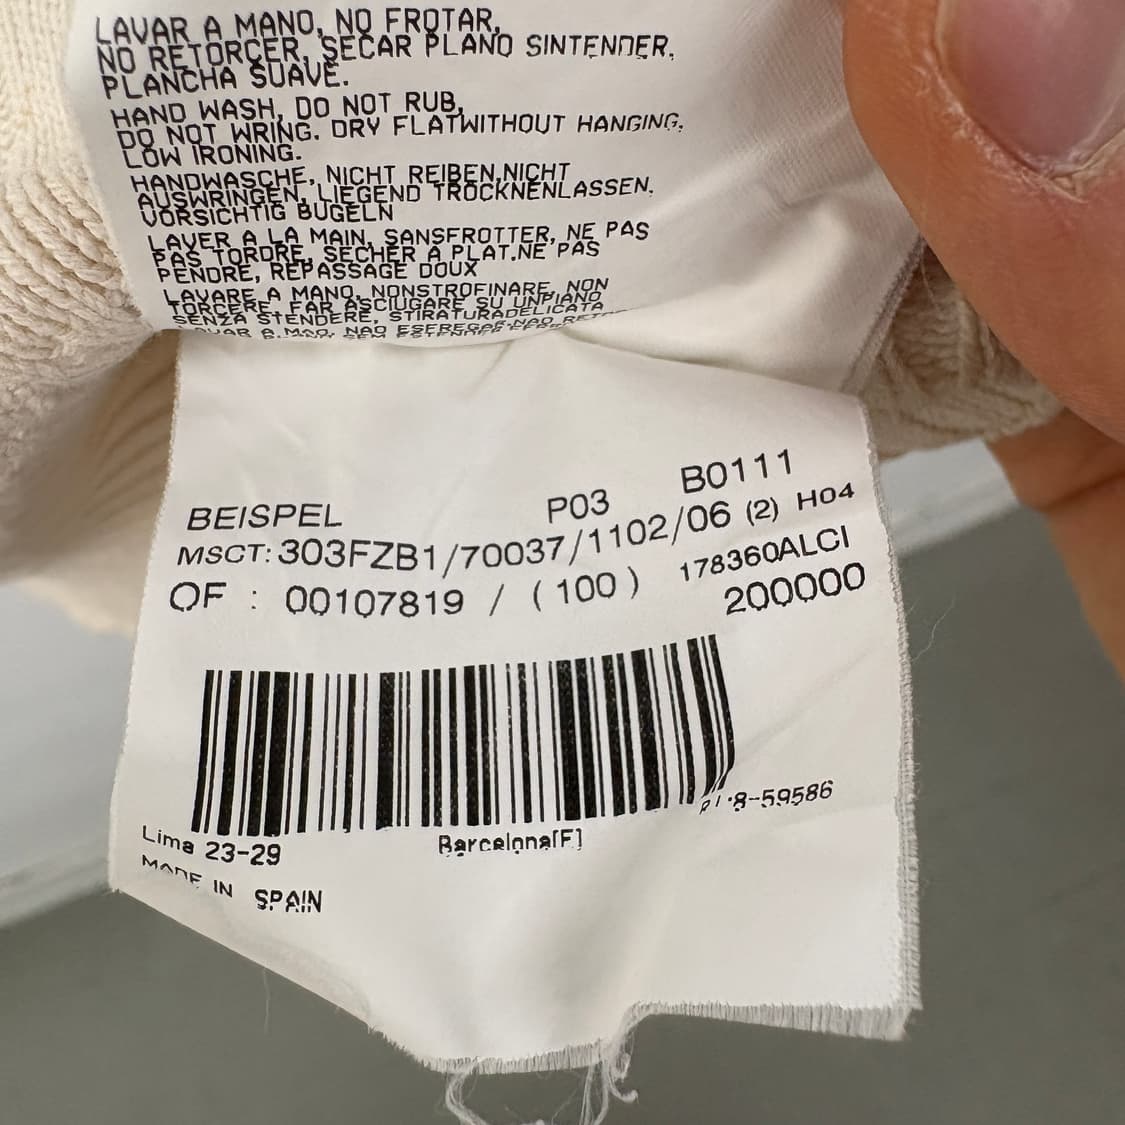 LAVAR A MANO, NO FROTAR,
NO RETORCER, SECAR PLANO SINTENDER,
PLANCHA SUAVE.
HAND WASH, DO NOT RUB,
DO NOT WRING. DRY FLATWITHOUT HANGING,
LOW IRONING.
HANDWASCHE, NICHT REIBEN,NICHT
AUSWRINGEN, LIEGEND TROCKNENLASSEN.
VORSICHTIG BUGELN
LAVER A LA MAIN, SANSFROTTER, NE PAS
PAS TORDRE, SECHER A PLAT.NE PAS
PENDRE, REPASSAGE DOUX
LAVARE A MANO, NONSTROFINARE, NON
TORCERE, FAR ASCIUGARE SU UNPIANO
SENZA STENDERE, STIRATURADELICATA
BEISPEL P03 B0111
MSCT: 303FZB1/70037/1102/06 (2) H04
OF : 00107819 / (100) 178360ALCI
200000
8-59586
Lima 23-29 Barcelona[F]
MADE IN SPAIN